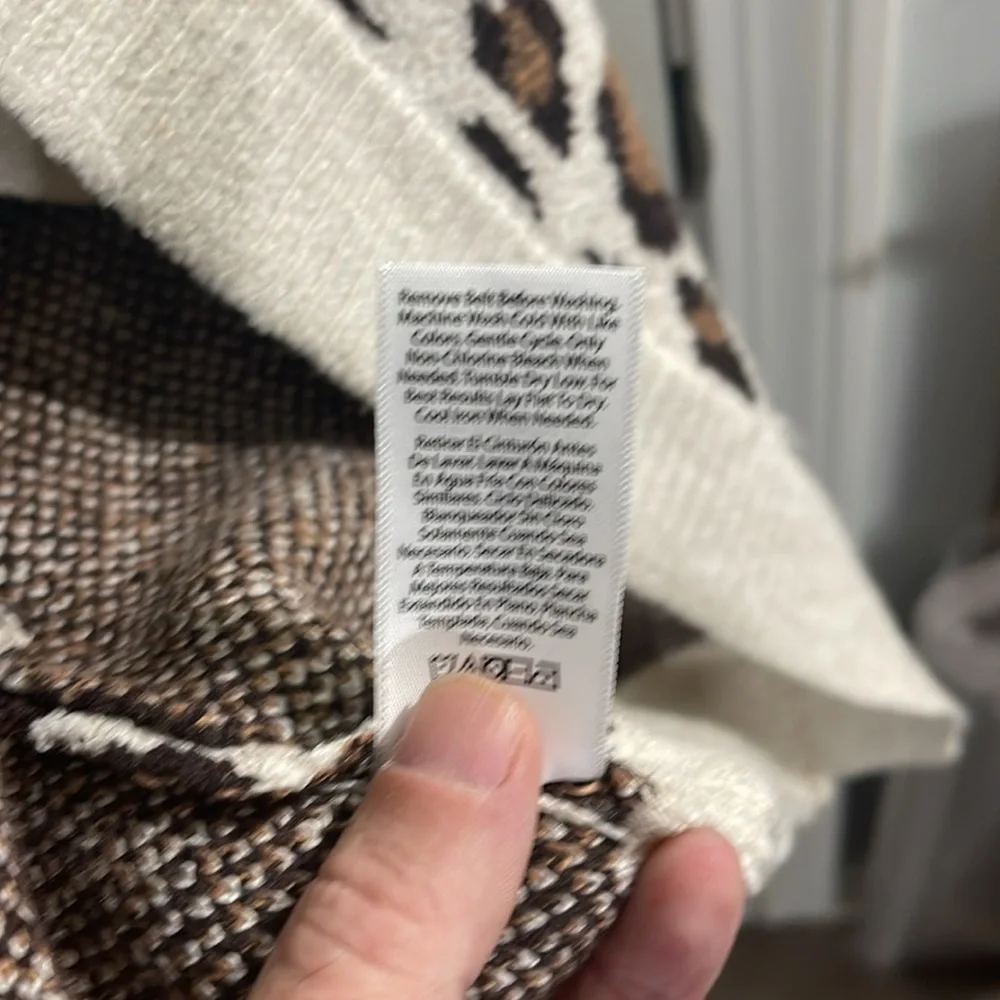 Remove Belt Before Washing.
Machine Wash Cold With Like
Colors, Gentle Cycle. Only
Non-Chlorine Bleach When
Needed. Tumble Dry Low. For
Best Results Lay Flat To Dry.
Cool Iron When Needed.
Retirar El Cinturón Antes
De Lavar. Lavar A Máquina
En Agua Fría Con Colores
Similares, Ciclo Delicado.
Blanqueador Sin Cloro
Solamente Cuando Sea
Necesario. Secar En Secadora
A Temperatura Baja. Para
Mejores Resultados Secar
Extendido En Plano. Plancha
Templada, Cuando Sea
Necesario.